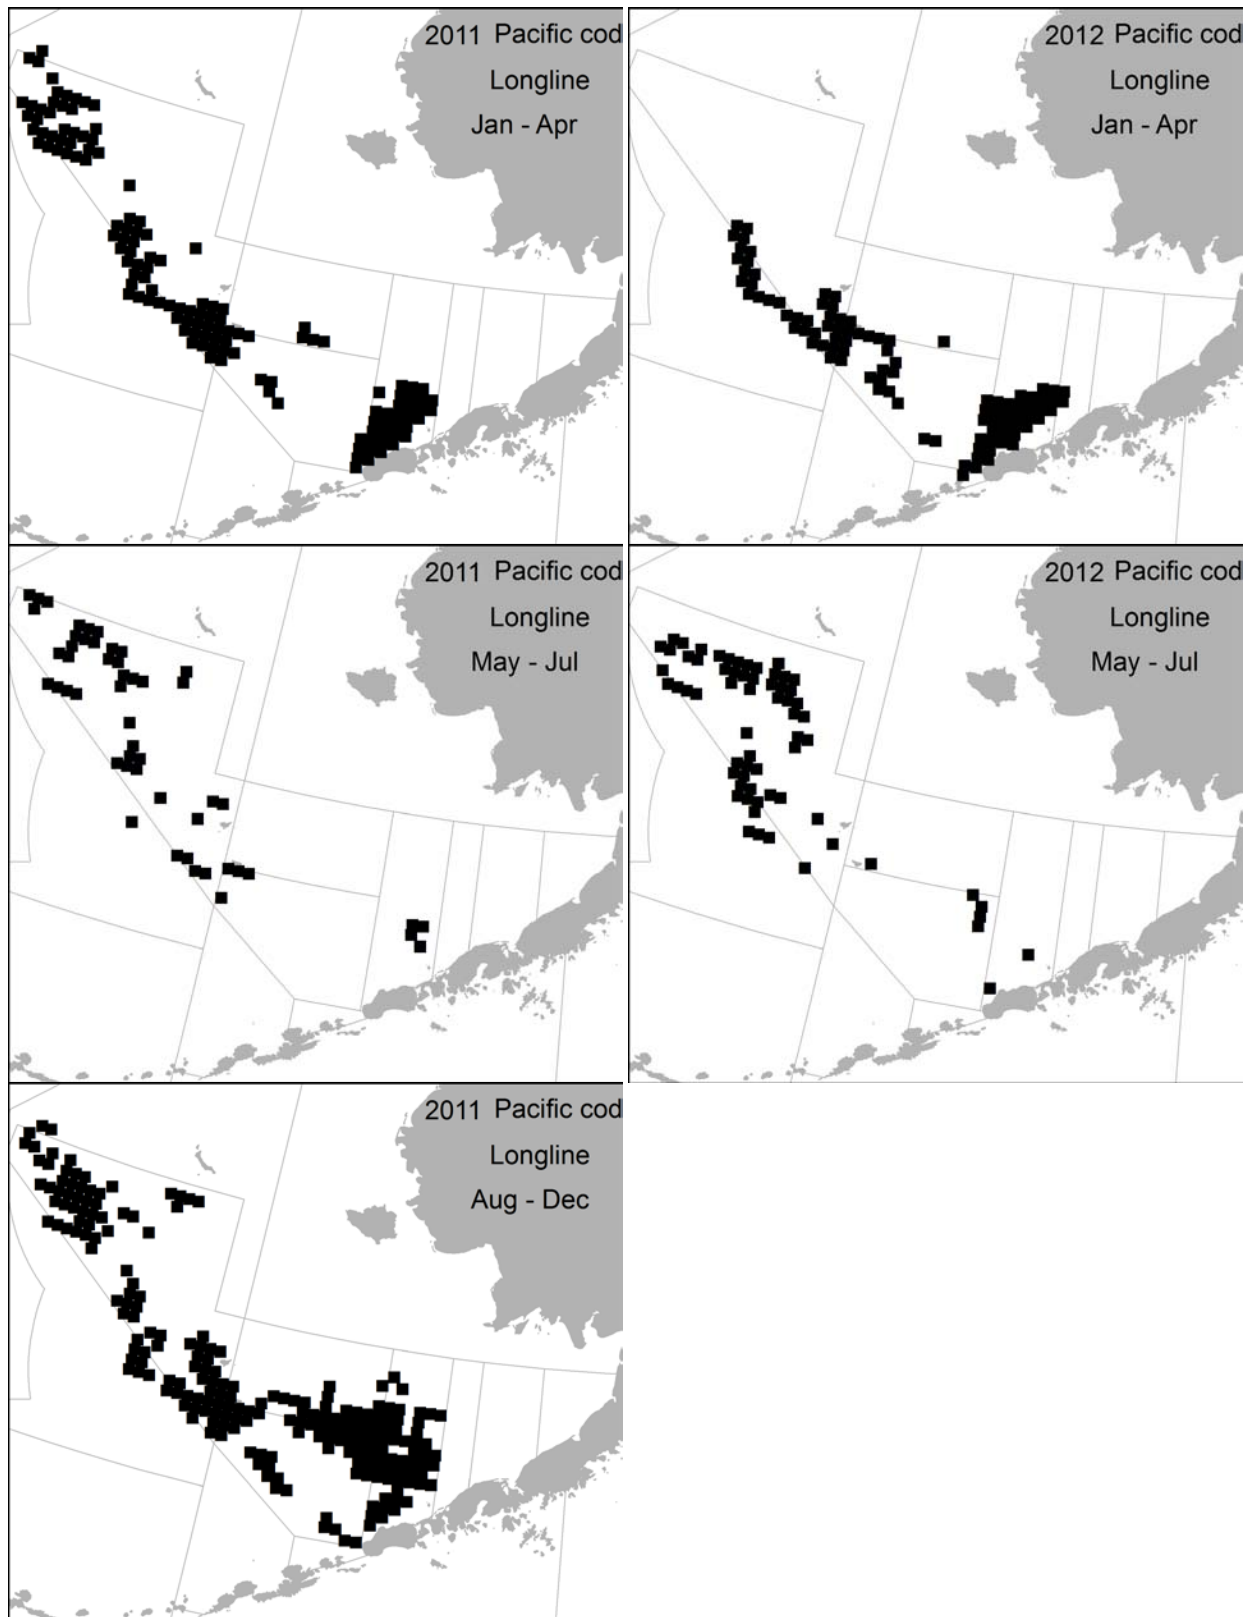 2011 Pacific cod
Longline
Jan - Apr
2012 Pacific cod
Longline
Jan - Apr
2011 Pacific cod
Longline
May - Jul
2012 Pacific cod
Longline
May - Jul
2011 Pacific cod
Longline
Aug - Dec